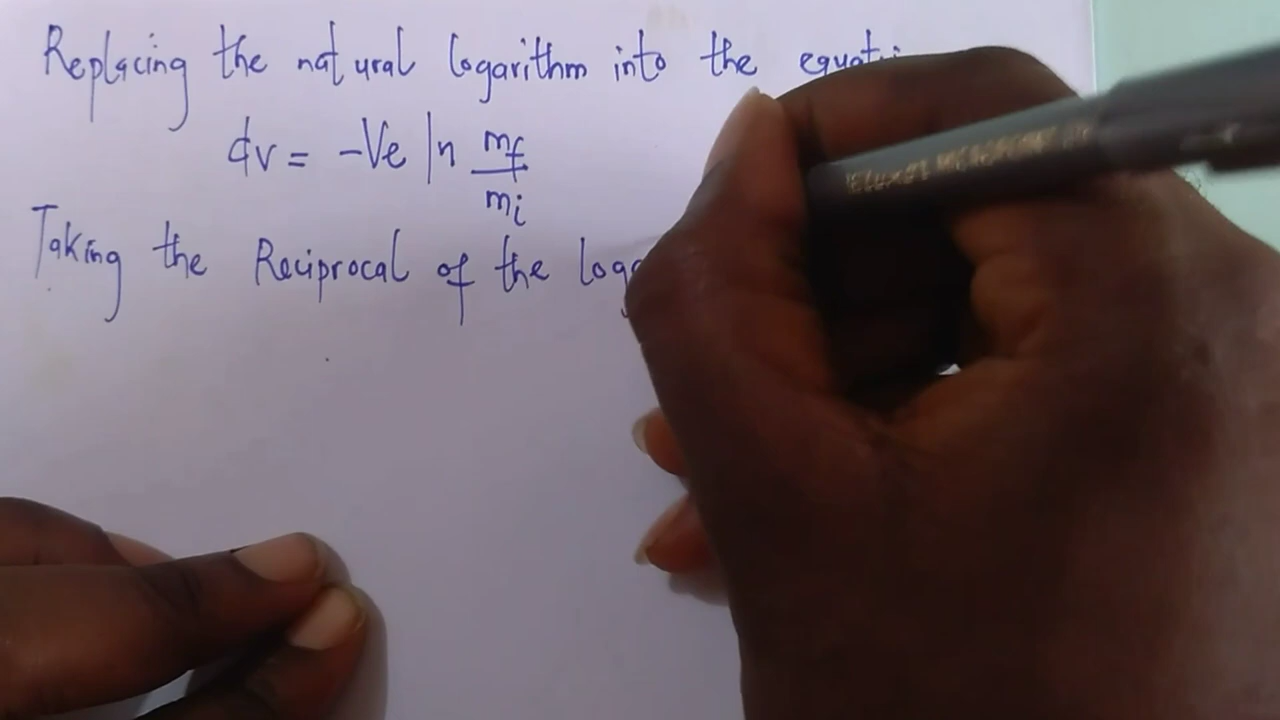 Replacing the natural logarithm into the
dv = -Ve ln mf/mi
Taking the Reciprocal of the